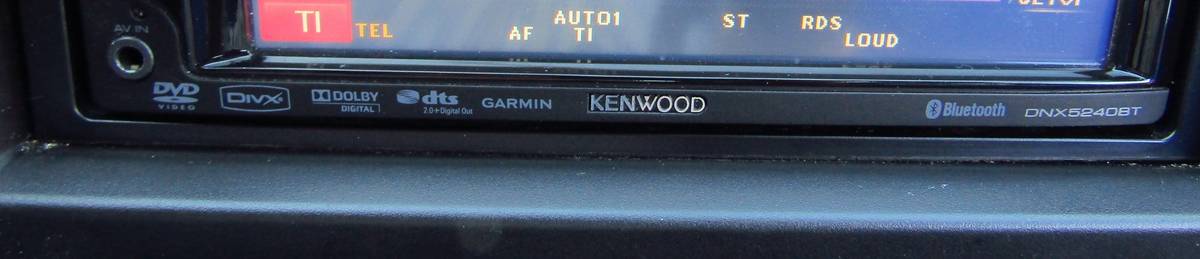 TI
TEL
AF
AUTO1
TI
ST
RDS
LOUD
AV IN
DVD
VIDEO
DIVX
DOLBY
DIGITAL
dts
2.0+Digital Out
GARMIN
KENWOOD
Bluetooth
DNX5240BT